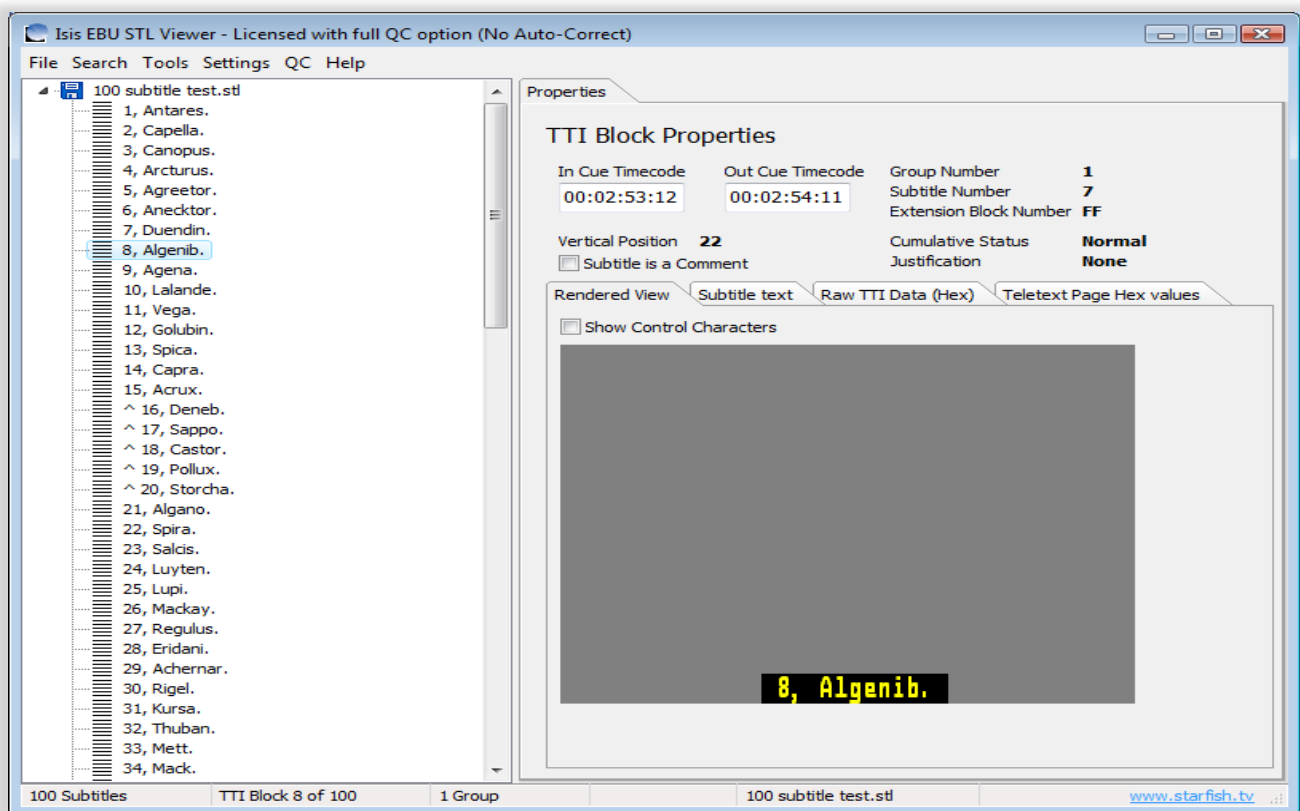 Isis EBU STL Viewer - Licensed with full QC option (No Auto-Correct)
File Search Tools Settings QC Help
100 subtitle test.stl
1, Antares.
2, Capella.
3, Canopus.
4, Arcturus.
5, Agreetor.
6, Anecktor.
7, Duendin.
8, Algenib.
9, Agena.
10, Lalande.
11, Vega.
12, Golubin.
13, Spica.
14, Capra.
15, Acrux.
^ 16, Deneb.
^ 17, Sappo.
^ 18, Castor.
^ 19, Pollux.
^ 20, Storcha.
21, Algano.
22, Spira.
23, Salcis.
24, Luyten.
25, Lupi.
26, Mackay.
27, Regulus.
28, Eridani.
29, Achernar.
30, Rigel.
31, Kursa.
32, Thuban.
33, Mett.
34, Mack.
Properties
TTI Block Properties
In Cue Timecode Out Cue Timecode
00:02:53:12 00:02:54:11
Group Number 1
Subtitle Number 7
Extension Block Number FF
Vertical Position 22
Subtitle is a Comment
Cumulative Status Normal
Justification None
Rendered View Subtitle text Raw TTI Data (Hex) Teletext Page Hex values
Show Control Characters
8, Algenib.
100 Subtitles TTI Block 8 of 100 1 Group 100 subtitle test.stl www.starfish.tv